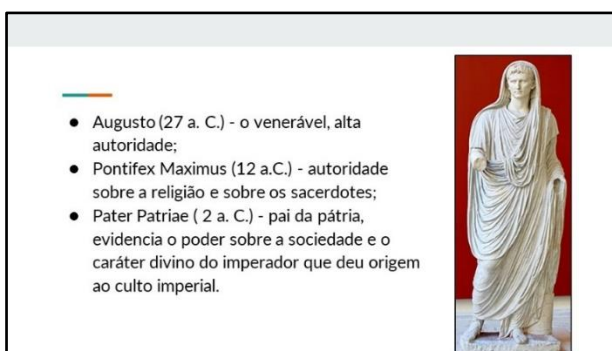 ● Augusto (27 a. C.) - o venerável, alta
autoridade;
● Pontifex Maximus (12 a.C.) - autoridade
sobre a religião e sobre os sacerdotes;
● Pater Patriae ( 2 a. C.) - pai da pátria,
evidencia o poder sobre a sociedade e o
caráter divino do imperador que deu origem
ao culto imperial.